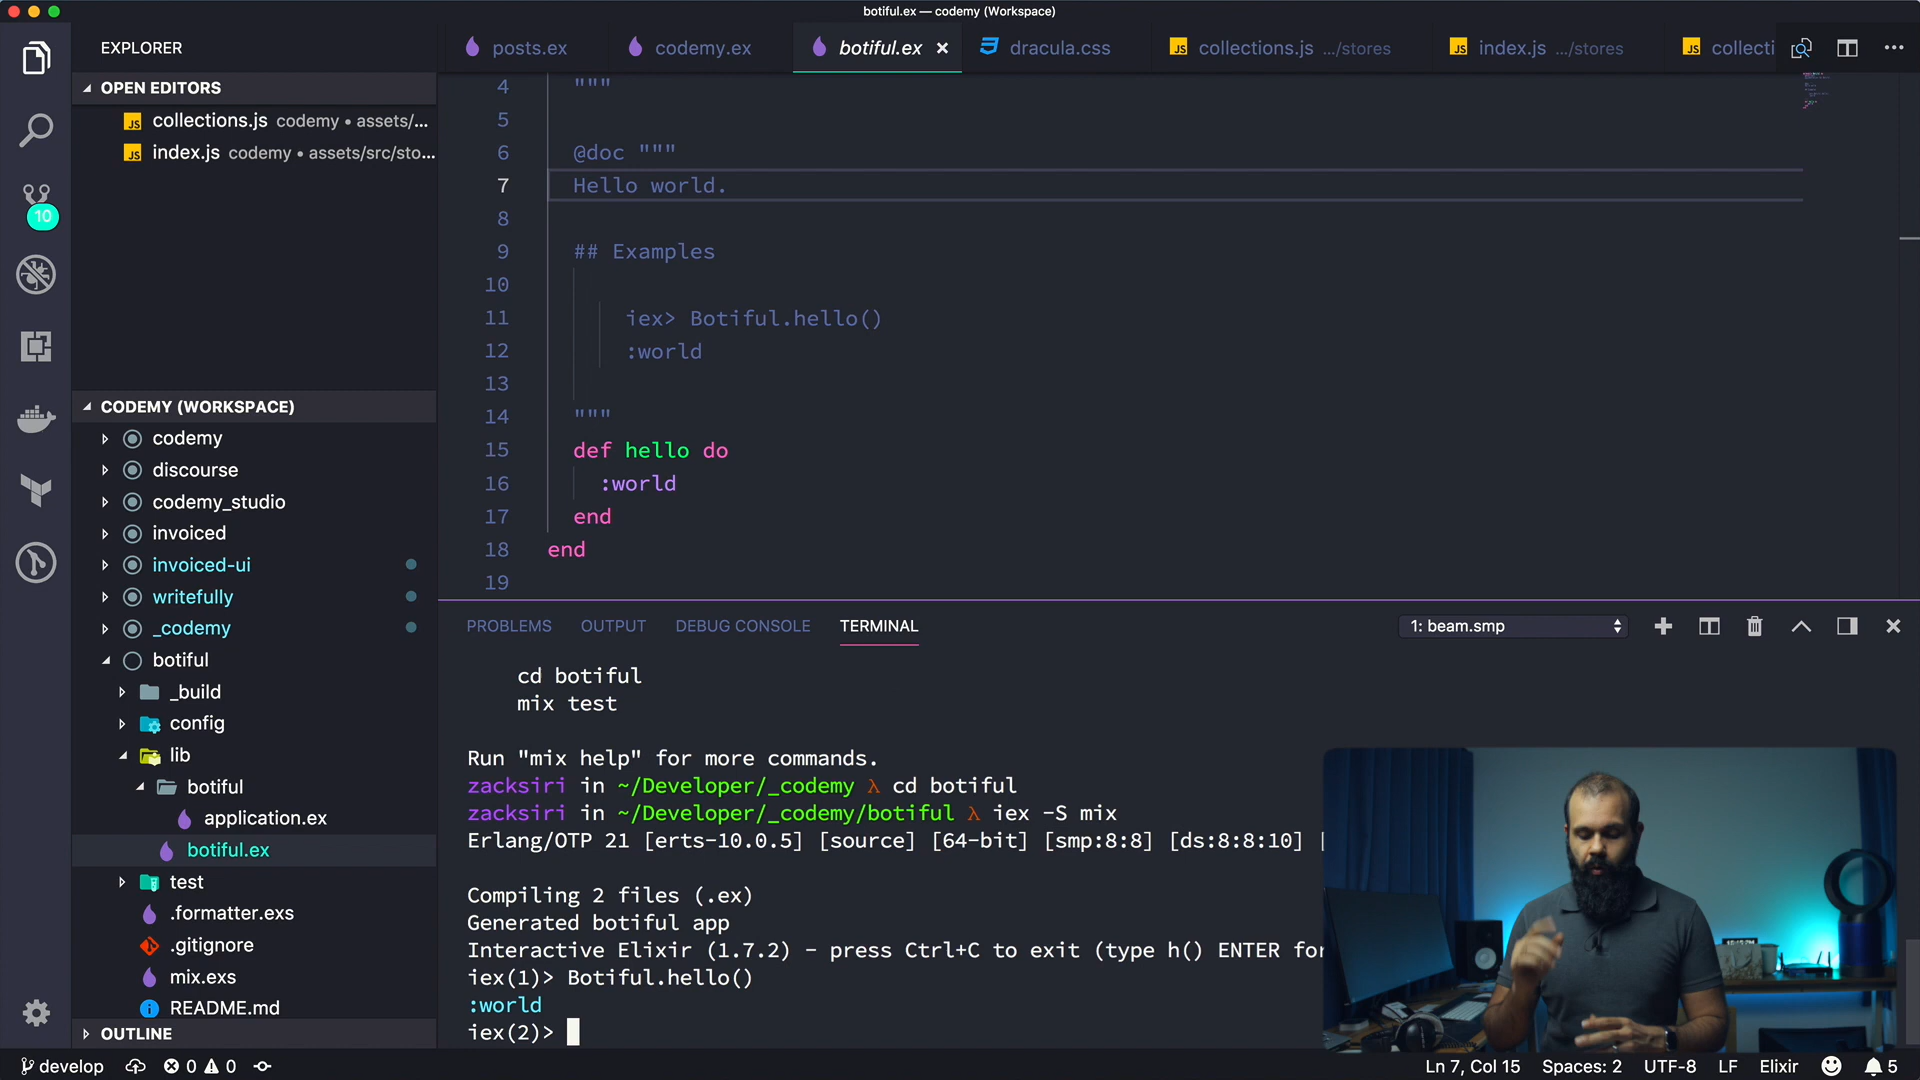 botiful.ex — codemy (Workspace)
EXPLORER
posts.ex
codemy.ex
botiful.ex
dracula.css
collections.js .../stores
index.js .../stores
collecti
OPEN EDITORS
collections.js codemy • assets/...
index.js codemy • assets/src/sto...
10
CODEMY (WORKSPACE)
codemy
discourse
codemy_studio
invoiced
invoiced-ui
writefully
_codemy
botiful
_build
config
lib
botiful
application.ex
botiful.ex
test
.formatter.exs
.gitignore
mix.exs
README.md
OUTLINE
4 """
5
6 @doc """
7 Hello world.
8
9 ## Examples
10
11 iex> Botiful.hello()
12 :world
13
14 """
15 def hello do
16 :world
17 end
18 end
19
PROBLEMS OUTPUT DEBUG CONSOLE TERMINAL
1: beam.smp
cd botiful
mix test
Run "mix help" for more commands.
zacksiri in ~/Developer/_codemy λ cd botiful
zacksiri in ~/Developer/_codemy/botiful λ iex -S mix
Erlang/OTP 21 [erts-10.0.5] [source] [64-bit] [smp:8:8] [ds:8:8:10] [
Compiling 2 files (.ex)
Generated botiful app
Interactive Elixir (1.7.2) - press Ctrl+C to exit (type h() ENTER for
iex(1)> Botiful.hello()
:world
iex(2)>
develop
0 0
Ln 7, Col 15 Spaces: 2 UTF-8 LF Elixir 5